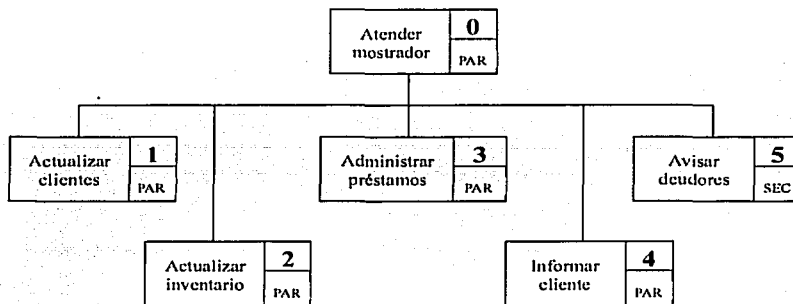 Atender
mostrador
0
PAR
Actualizar
clientes
1
PAR
Administrar
préstamos
3
PAR
Avisar
deudores
5
SEC
Actualizar
inventario
2
PAR
Informar
cliente
4
PAR